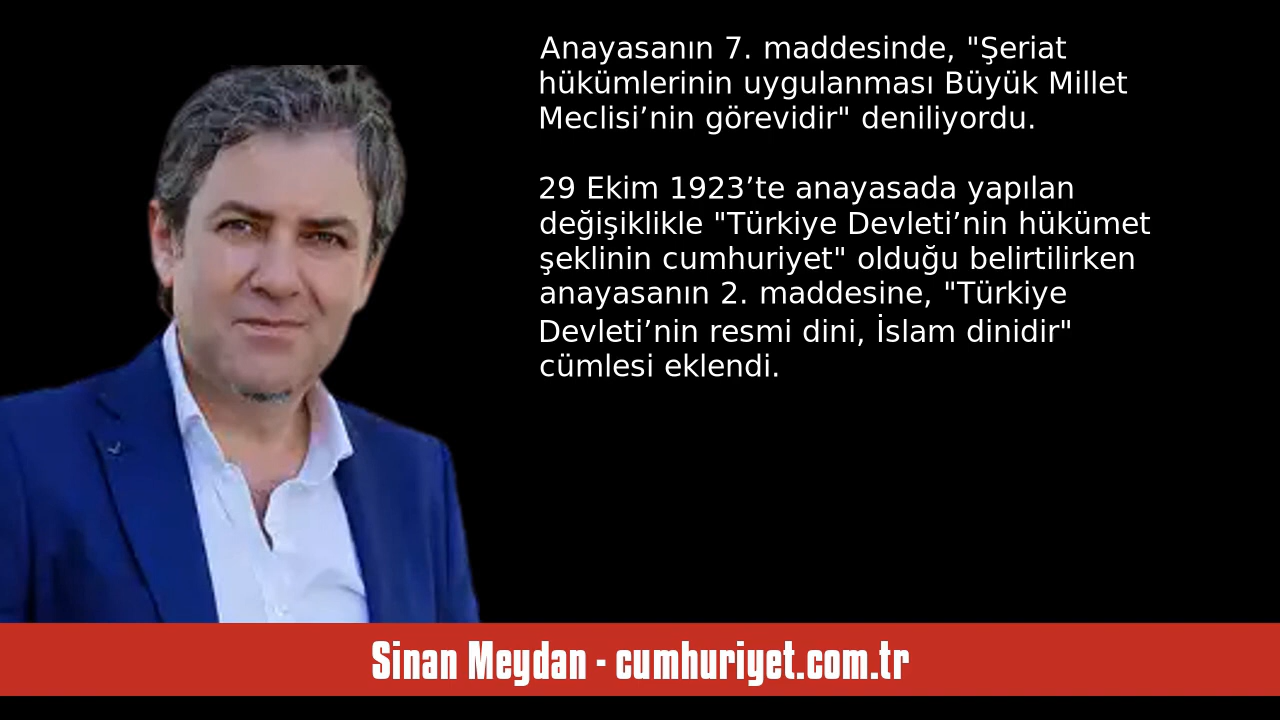 Anayasanın 7. maddesinde, "Şeriat
hükümlerinin uygulanması Büyük Millet
Meclisi’nin görevidir" deniliyordu.
29 Ekim 1923’te anayasada yapılan
değişiklikle "Türkiye Devleti’nin hükümet
şeklinin cumhuriyet" olduğu belirtilirken
anayasanın 2. maddesine, "Türkiye
Devleti’nin resmi dini, İslam dinidir"
cümlesi eklendi.
Sinan Meydan - cumhuriyet.com.tr